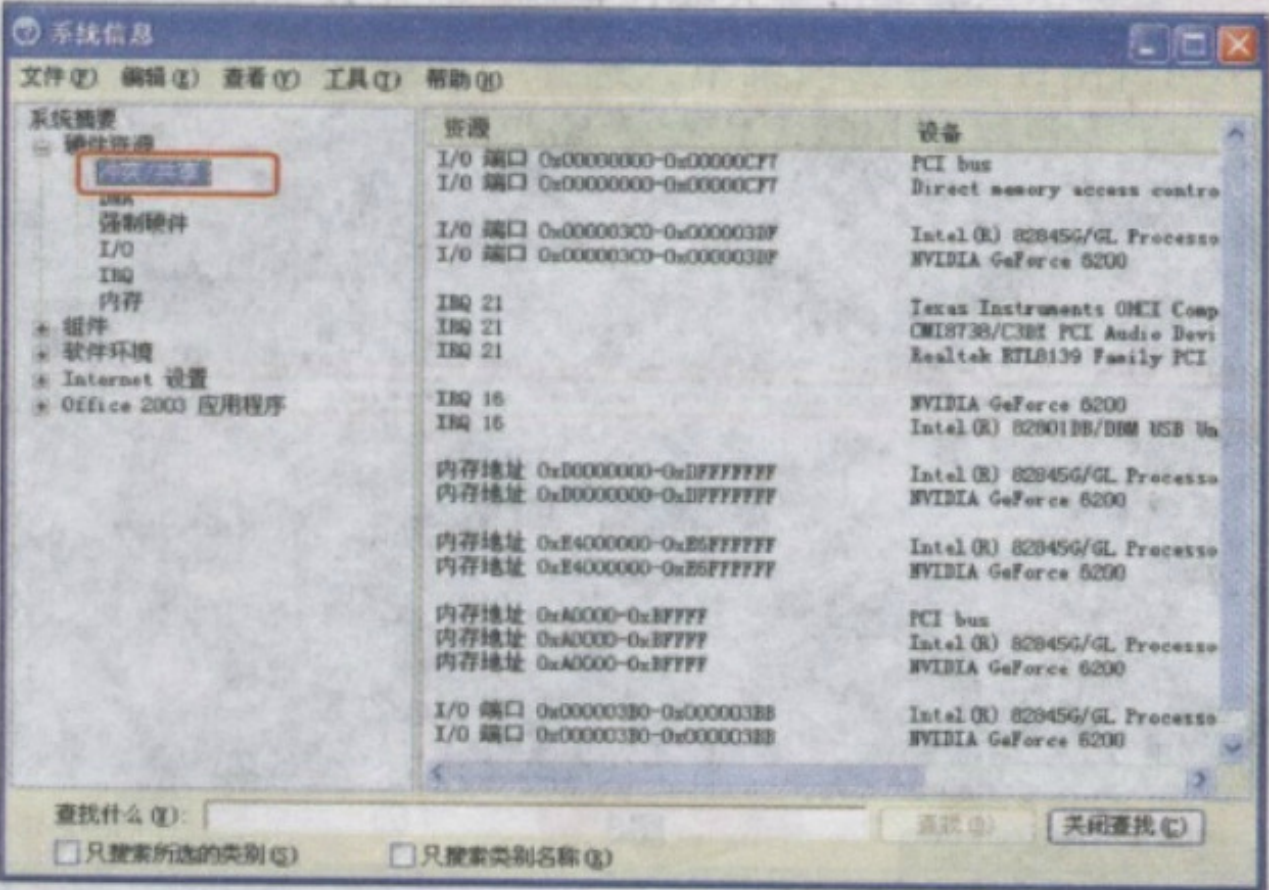 系统信息
文件(F) 编辑(E) 查看(V) 工具(T) 帮助(H)
系统摘要
硬件资源
冲突/共享
DMA
强制硬件
I/O
IRQ
内存
组件
软件环境
Internet 设置
Office 2003 应用程序
资源 设备
I/O 端口 0x00000000-0x00000CF7 PCI bus
I/O 端口 0x00000000-0x00000CF7 Direct memory access contro
I/O 端口 0x000003C0-0x000003DF Intel(R) 82845G/GL Processo
I/O 端口 0x000003C0-0x000003DF NVIDIA GeForce 6200
IRQ 21 Texas Instruments OHCI Comp
IRQ 21 CMI8738/C3DX PCI Audio Devi
IRQ 21 Realtek RTL8139 Family PCI
IRQ 16 NVIDIA GeForce 6200
IRQ 16 Intel(R) 82801DB/DBM USB Un
内存地址 0xD0000000-0xDFFFFFFF Intel(R) 82845G/GL Processo
内存地址 0xD0000000-0xDFFFFFFF NVIDIA GeForce 6200
内存地址 0xE4000000-0xE6FFFFFF Intel(R) 82845G/GL Processo
内存地址 0xE4000000-0xE6FFFFFF NVIDIA GeForce 6200
内存地址 0xA0000-0xBFFFF PCI bus
内存地址 0xA0000-0xBFFFF Intel(R) 82845G/GL Processo
内存地址 0xA0000-0xBFFFF NVIDIA GeForce 6200
I/O 端口 0x000003B0-0x000003BB Intel(R) 82845G/GL Processo
I/O 端口 0x000003B0-0x000003BB NVIDIA GeForce 6200
查找什么(W): 查找(D) 关闭查找(C)
只搜索所选的类别(S) 只搜索类别名称(R)